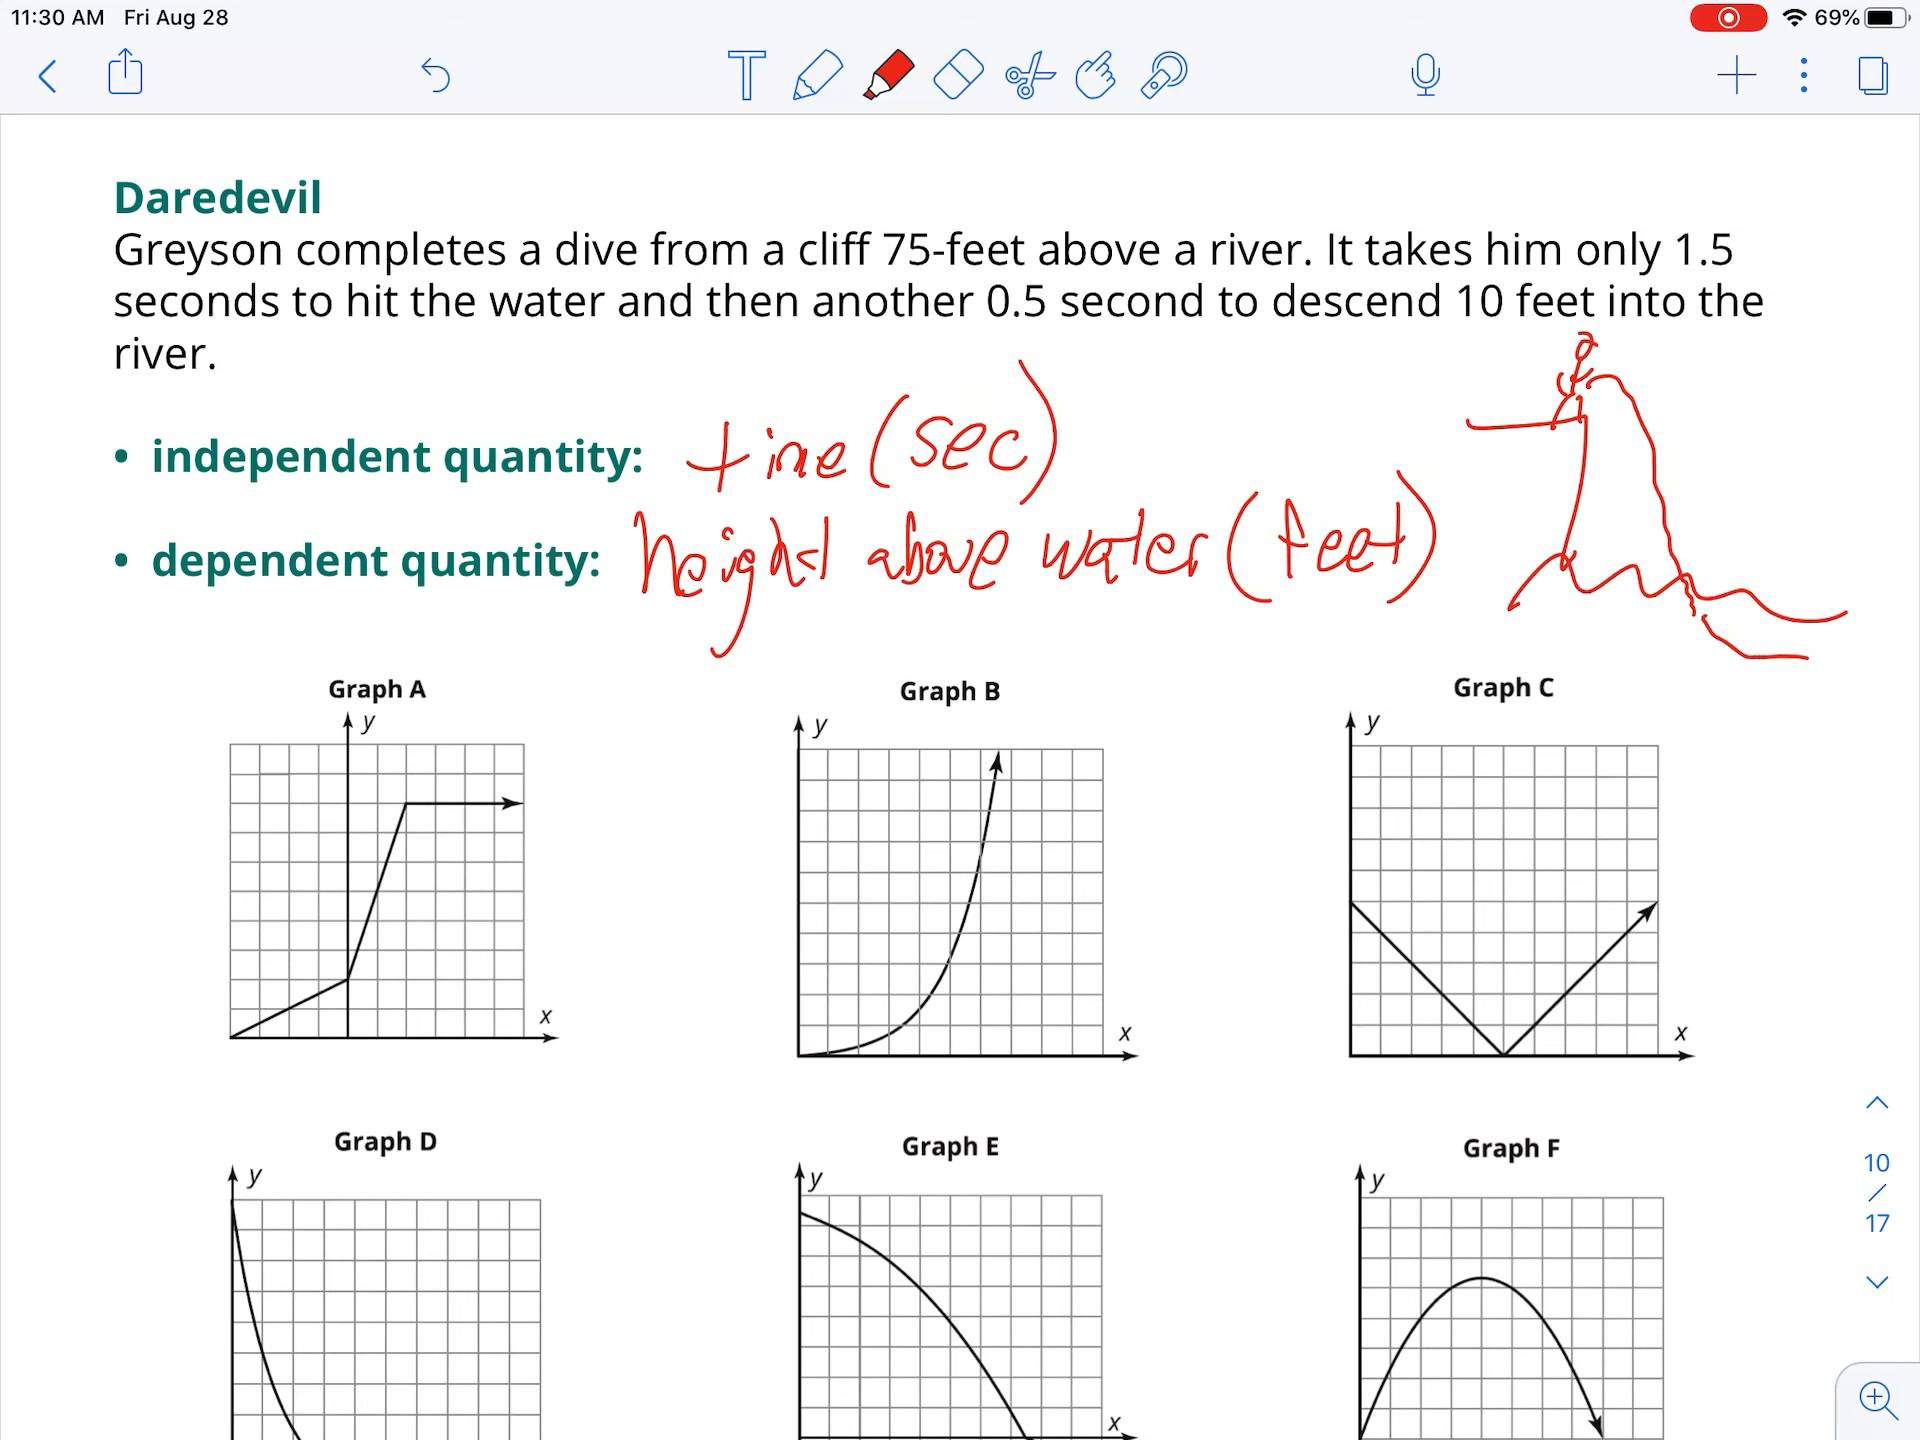 11:30 AM Fri Aug 28
69%
T
Daredevil
Greyson completes a dive from a cliff 75-feet above a river. It takes him only 1.5
seconds to hit the water and then another 0.5 second to descend 10 feet into the
river.
• independent quantity: time (sec)
• dependent quantity: height above water (feet)
Graph A
Graph B
Graph C
y
y
y
x
x
x
Graph D
Graph E
Graph F
y
y
y
x
10
/
17